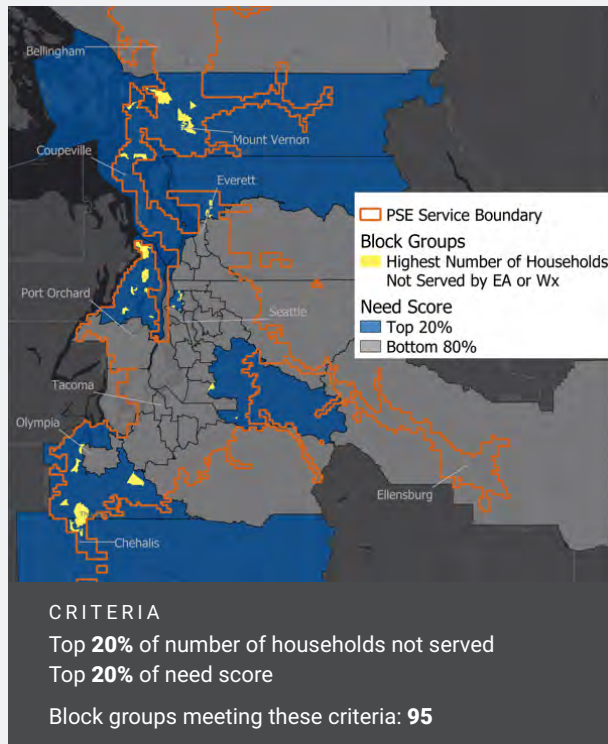 Bellingham
Mount Vernon
Coupeville
Everett
PSE Service Boundary
Block Groups
Highest Number of Households
Not Served by EA or Wx
Need Score
Top 20%
Bottom 80%
Port Orchard
Seattle
Tacoma
Olympia
Ellensburg
Chehalis
CRITERIA
Top 20% of number of households not served
Top 20% of need score
Block groups meeting these criteria: 95